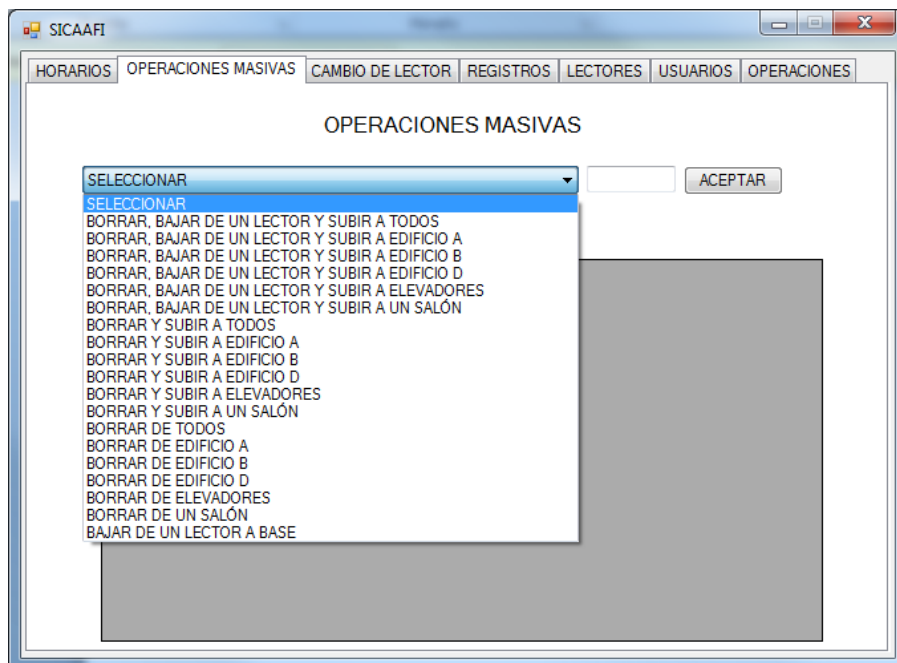 SICAAFI
HORARIOS OPERACIONES MASIVAS CAMBIO DE LECTOR REGISTROS LECTORES USUARIOS OPERACIONES
OPERACIONES MASIVAS
SELECCIONAR ACEPTAR
SELECCIONAR
BORRAR, BAJAR DE UN LECTOR Y SUBIR A TODOS
BORRAR, BAJAR DE UN LECTOR Y SUBIR A EDIFICIO A
BORRAR, BAJAR DE UN LECTOR Y SUBIR A EDIFICIO B
BORRAR, BAJAR DE UN LECTOR Y SUBIR A EDIFICIO D
BORRAR, BAJAR DE UN LECTOR Y SUBIR A ELEVADORES
BORRAR, BAJAR DE UN LECTOR Y SUBIR A UN SALÓN
BORRAR Y SUBIR A TODOS
BORRAR Y SUBIR A EDIFICIO A
BORRAR Y SUBIR A EDIFICIO B
BORRAR Y SUBIR A EDIFICIO D
BORRAR Y SUBIR A ELEVADORES
BORRAR Y SUBIR A UN SALÓN
BORRAR DE TODOS
BORRAR DE EDIFICIO A
BORRAR DE EDIFICIO B
BORRAR DE EDIFICIO D
BORRAR DE ELEVADORES
BORRAR DE UN SALÓN
BAJAR DE UN LECTOR A BASE